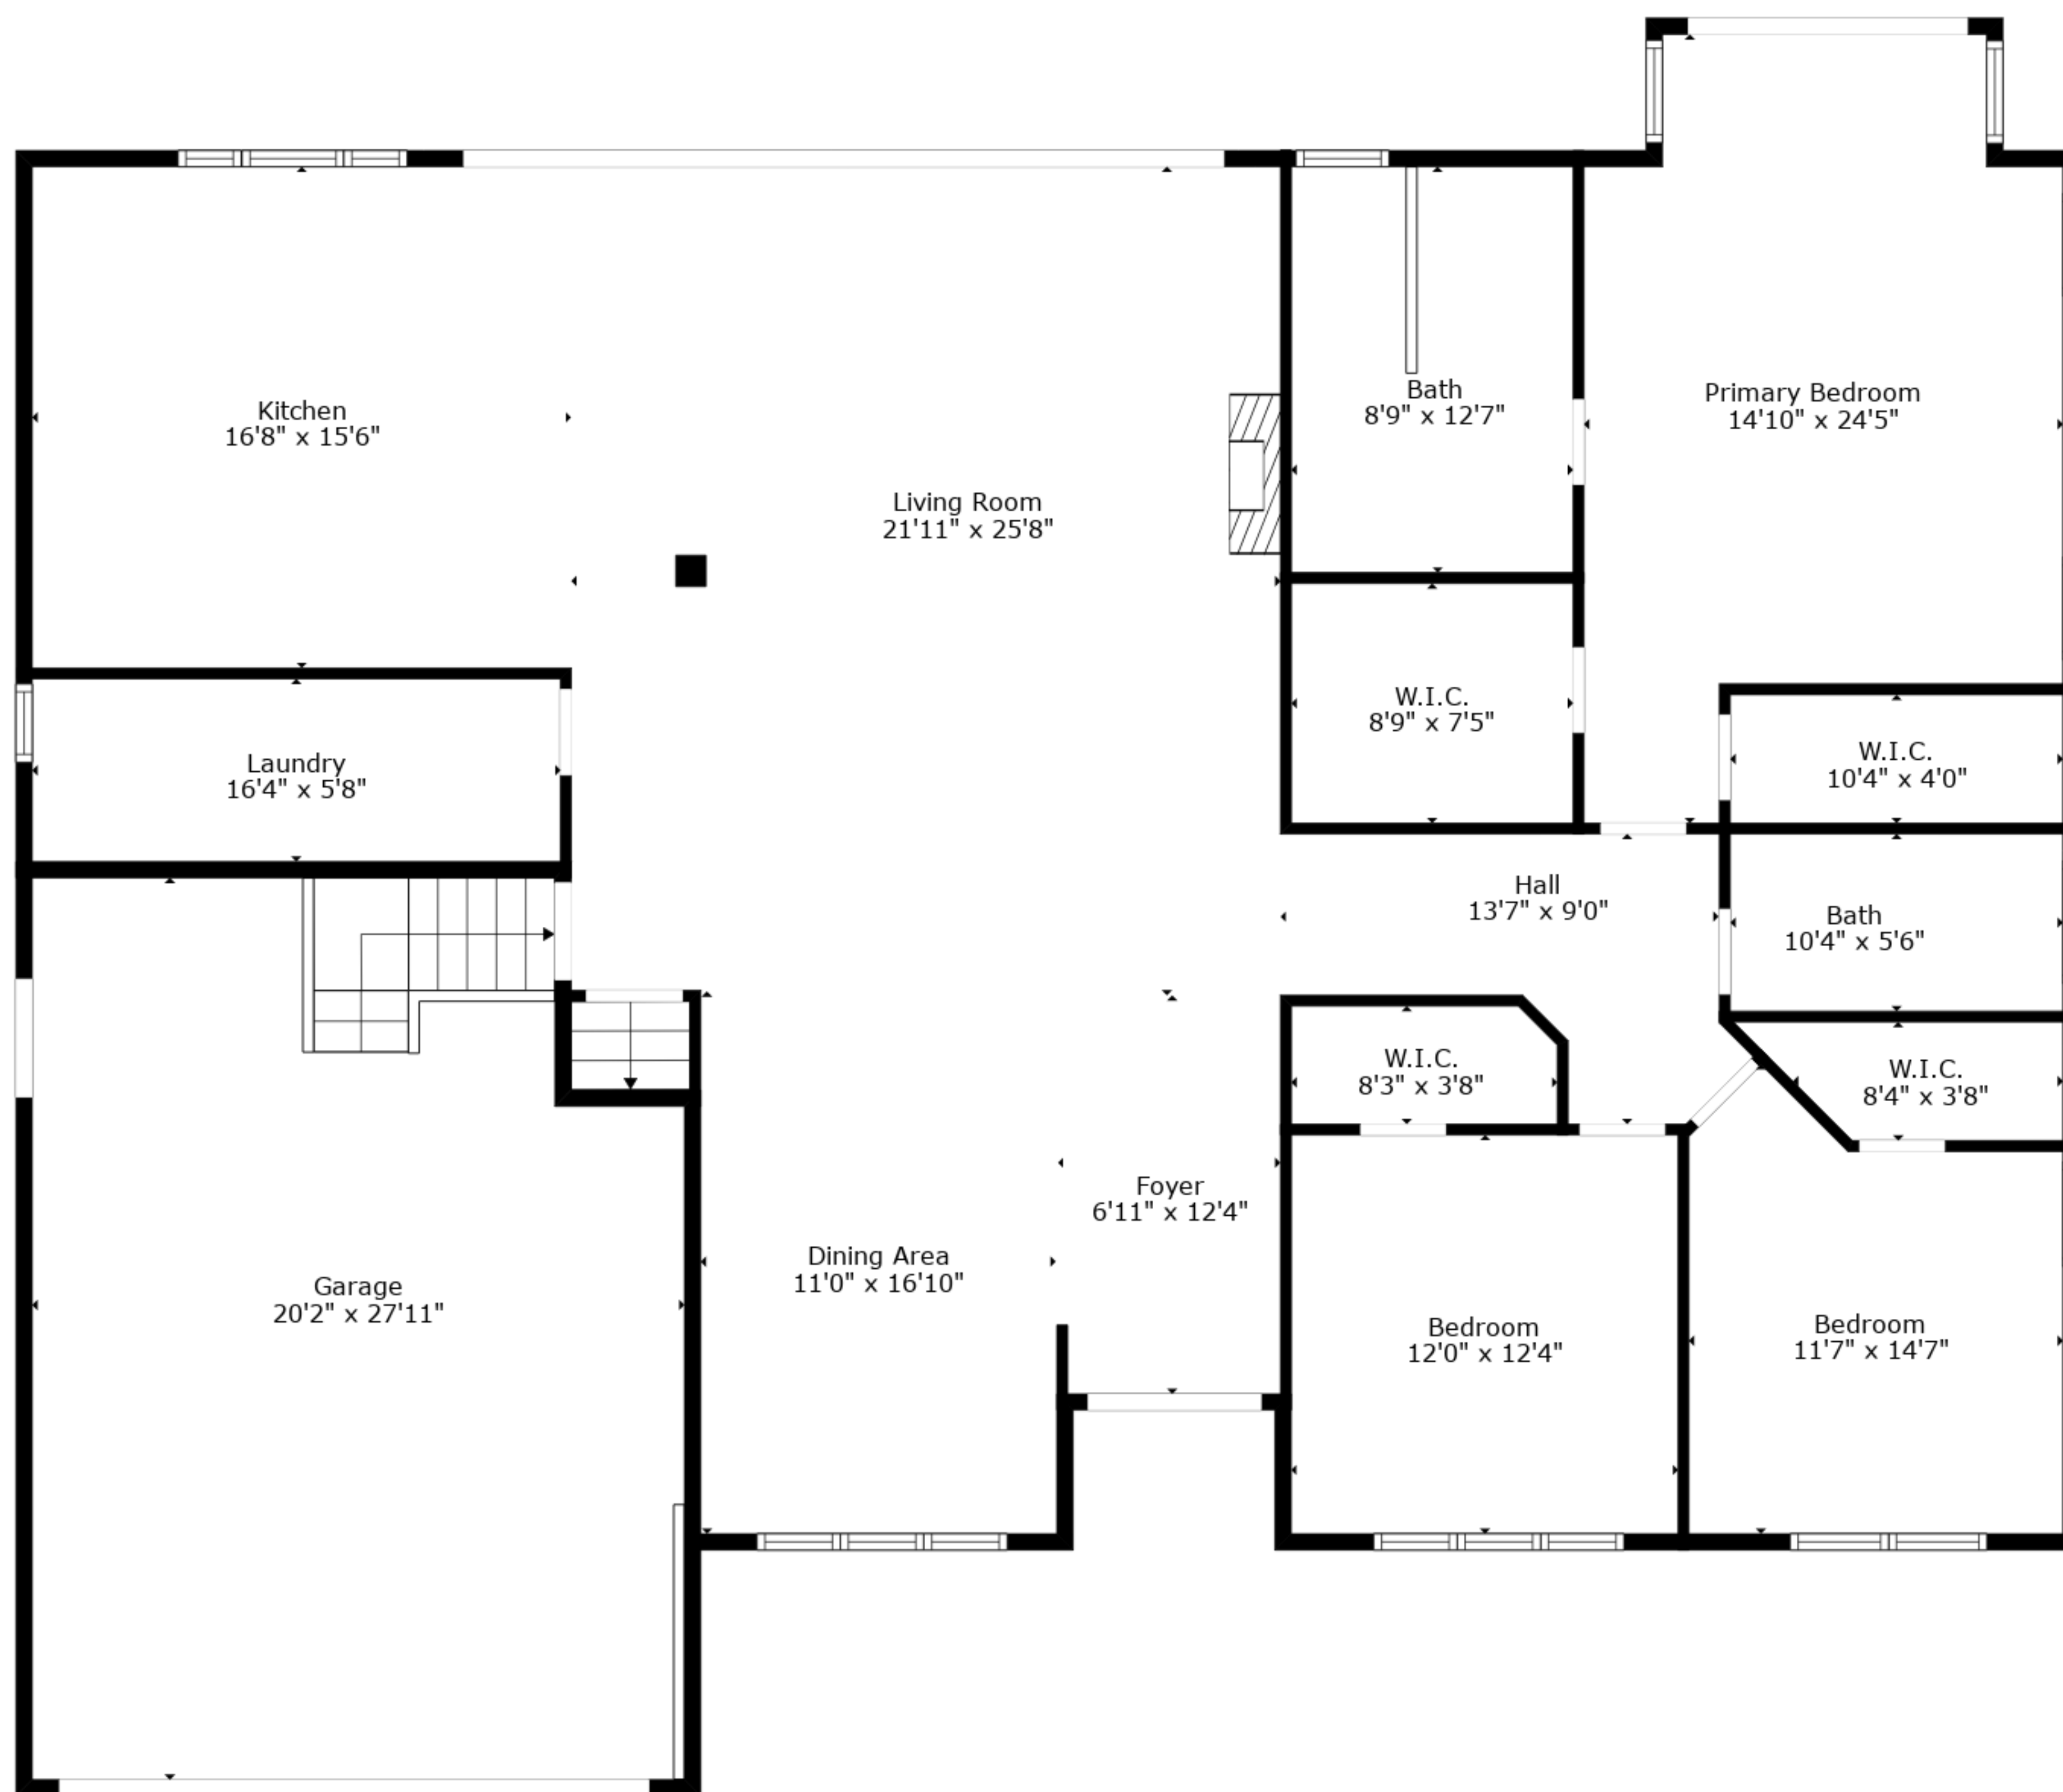 Kitchen
16'8" x 15'6"
Living Room
21'11" x 25'8"
Bath
8'9" x 12'7"
Primary Bedroom
14'10" x 24'5"
Laundry
16'4" x 5'8"
W.I.C.
8'9" x 7'5"
W.I.C.
10'4" x 4'0"
Hall
13'7" x 9'0"
Bath
10'4" x 5'6"
W.I.C.
8'3" x 3'8"
W.I.C.
8'4" x 3'8"
Foyer
6'11" x 12'4"
Dining Area
11'0" x 16'10"
Garage
20'2" x 27'11"
Bedroom
12'0" x 12'4"
Bedroom
11'7" x 14'7"